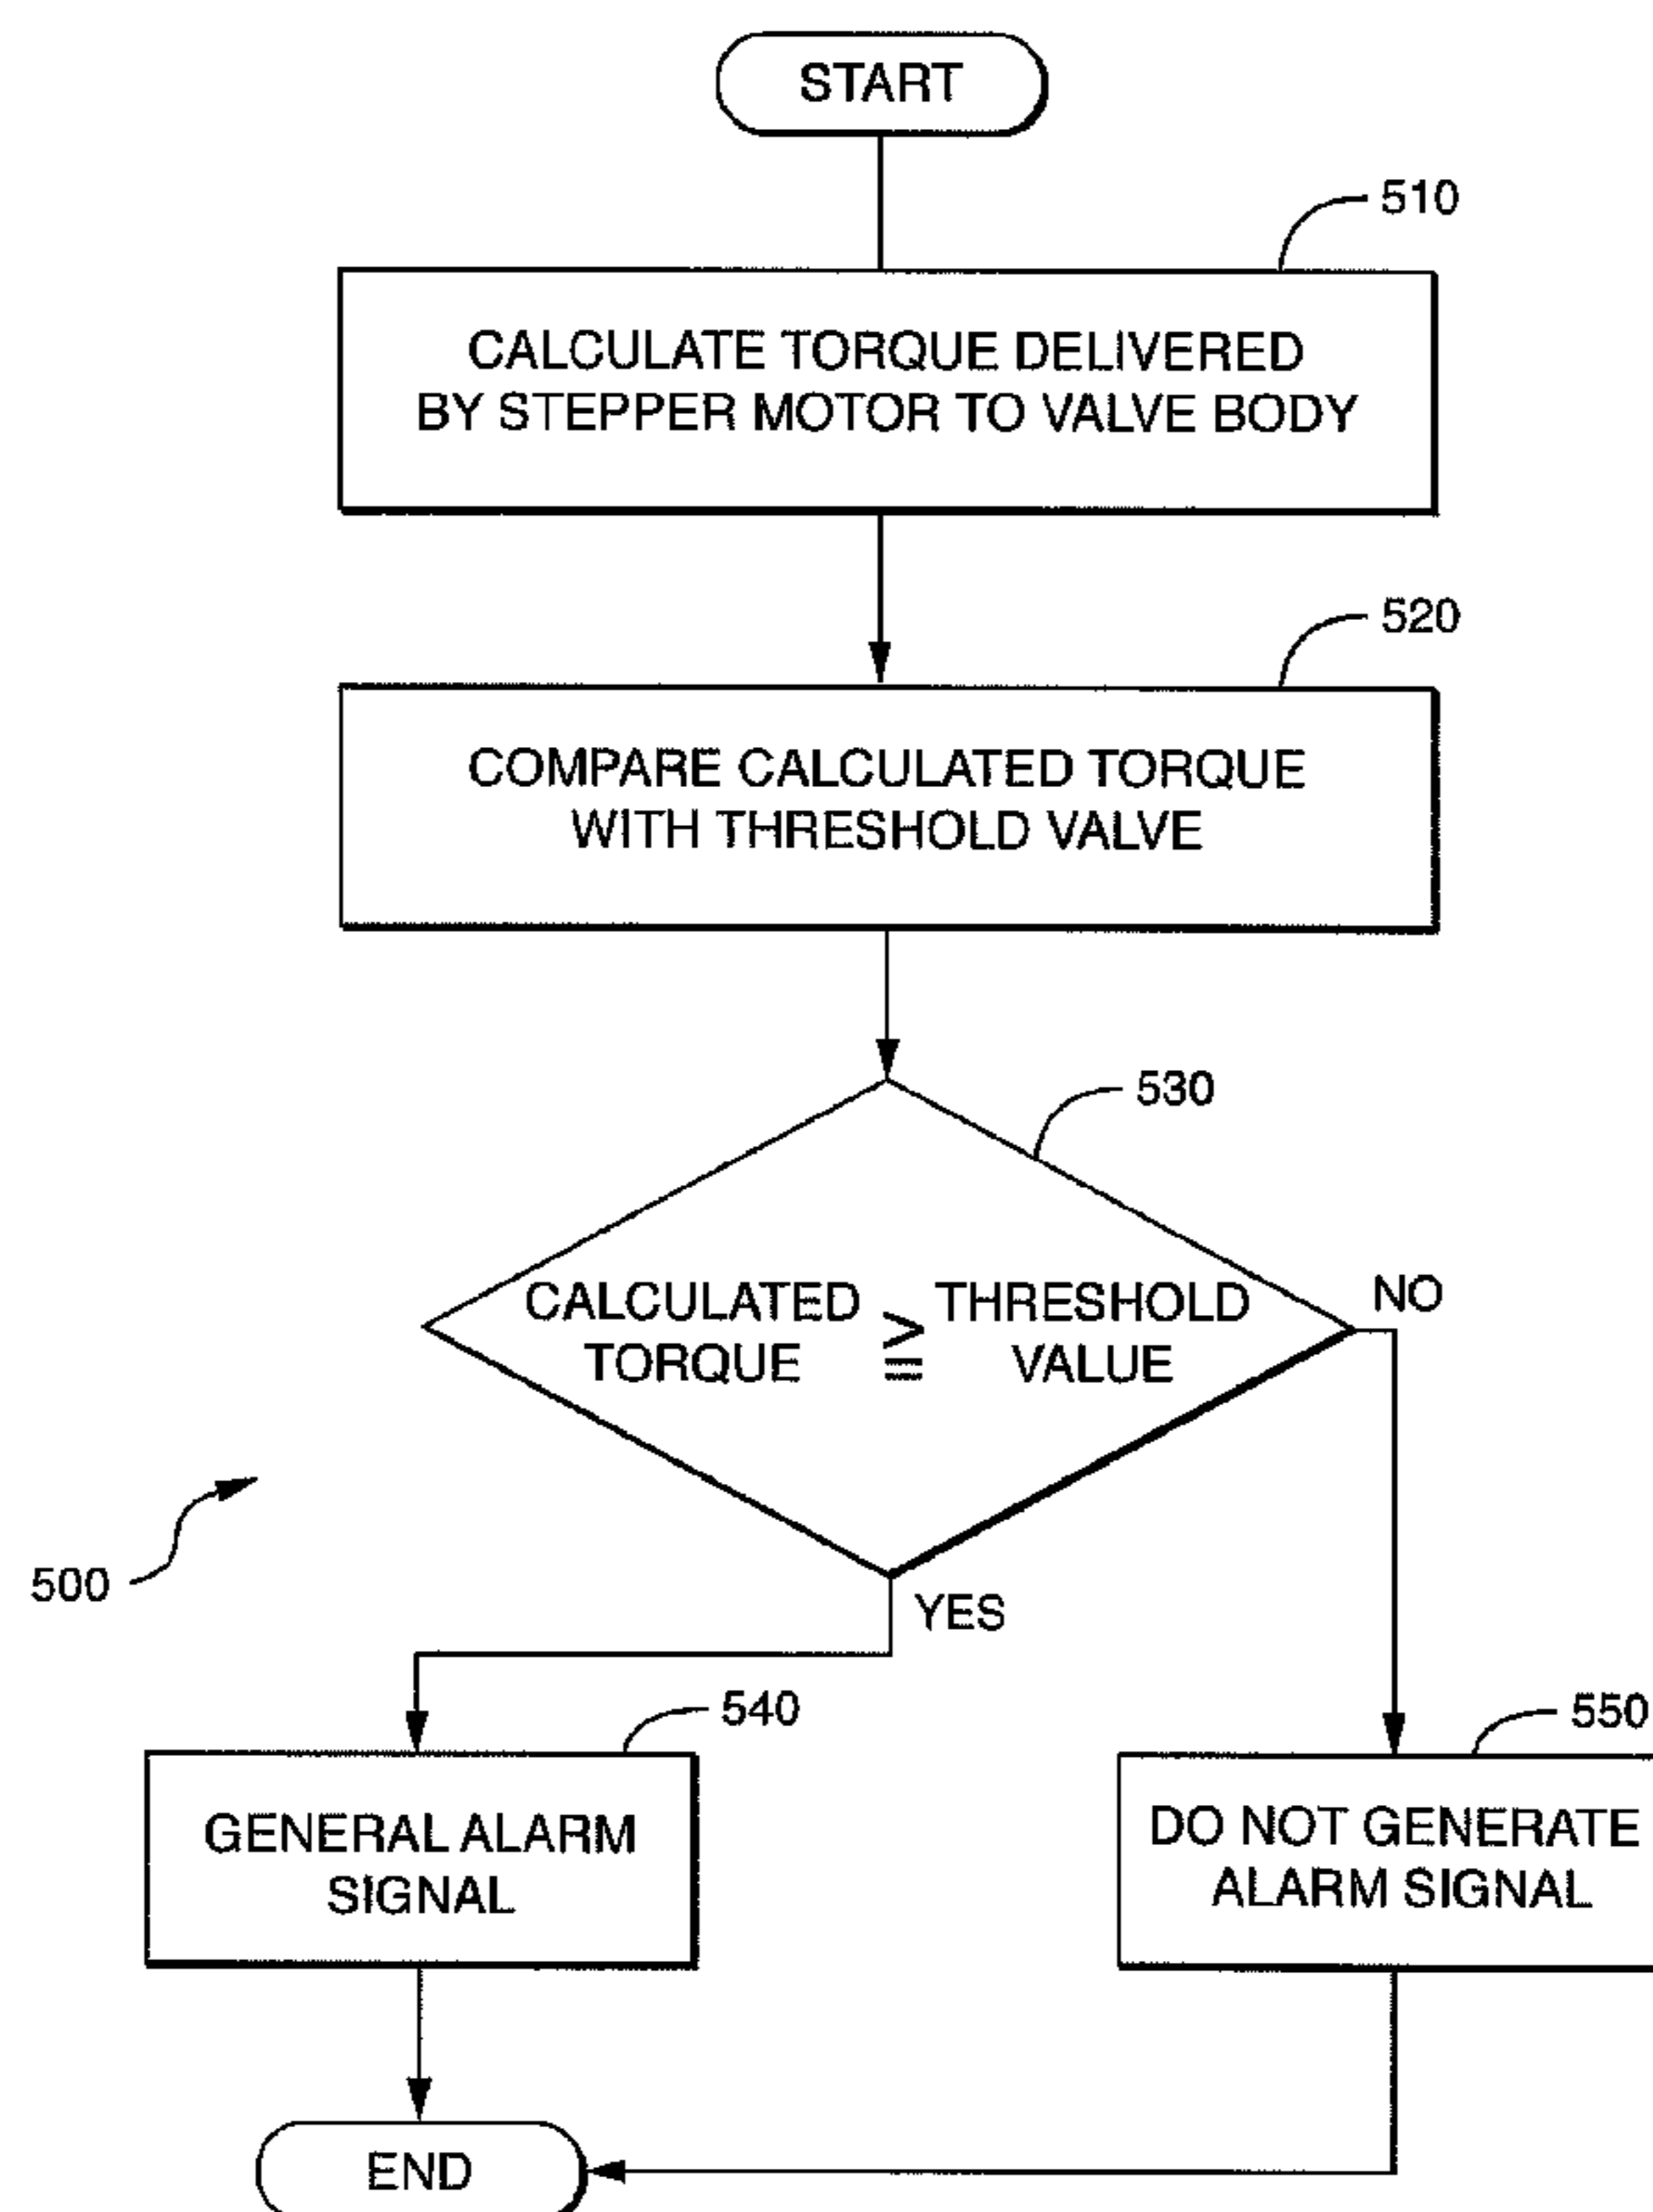 START
510
CALCULATE TORQUE DELIVERED
BY STEPPER MOTOR TO VALVE BODY
520
COMPARE CALCULATED TORQUE
WITH THRESHOLD VALVE
530
CALCULATED TORQUE ≧ THRESHOLD VALUE
NO
500
YES
540
550
GENERAL ALARM
SIGNAL
DO NOT GENERATE
ALARM SIGNAL
END